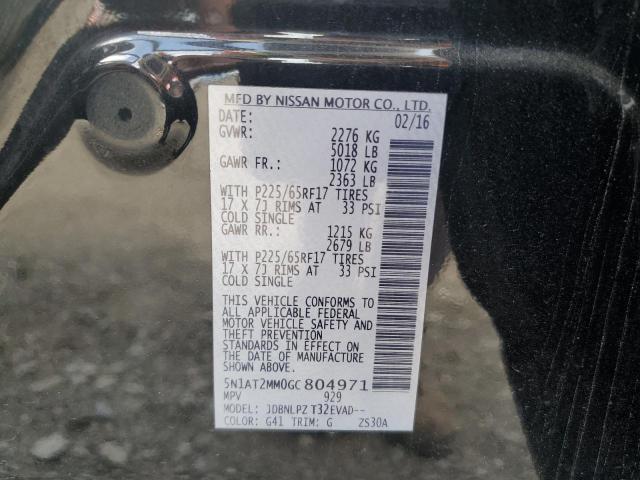 MFD BY NISSAN MOTOR CO., LTD.
DATE: 02/16
GVWR: 2276 KG
5018 LB
GAWR FR.: 1072 KG
2363 LB
WITH P225/65RF17 TIRES
17 X 7J RIMS AT 33 PSI
COLD SINGLE
GAWR RR.: 1215 KG
2679 LB
WITH P225/65RF17 TIRES
17 X 7J RIMS AT 33 PSI
COLD SINGLE
THIS VEHICLE CONFORMS TO
ALL APPLICABLE FEDERAL
MOTOR VEHICLE SAFETY AND
THEFT PREVENTION
STANDARDS IN EFFECT ON
THE DATE OF MANUFACTURE
SHOWN ABOVE.
5N1AT2MM0GC804971
MPV 929
MODEL: JDBNLPZ T32EVAD--
COLOR: G41 TRIM: G ZS30A